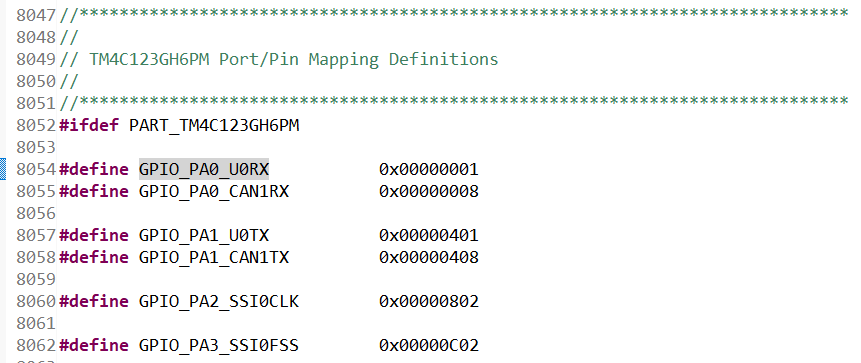 8047//*****************************************************************************
8048//
8049// TM4C123GH6PM Port/Pin Mapping Definitions
8050//
8051//*****************************************************************************
8052#ifdef PART_TM4C123GH6PM
8053
8054#define GPIO_PA0_U0RX 0x00000001
8055#define GPIO_PA0_CAN1RX 0x00000008
8056
8057#define GPIO_PA1_U0TX 0x00000401
8058#define GPIO_PA1_CAN1TX 0x00000408
8059
8060#define GPIO_PA2_SSI0CLK 0x00000802
8061
8062#define GPIO_PA3_SSI0FSS 0x00000C02